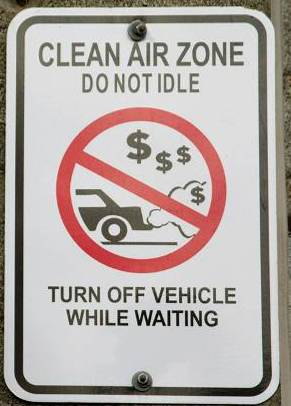 CLEAN AIR ZONE
DO NOT IDLE
$ $ $
$
TURN OFF VEHICLE
WHILE WAITING